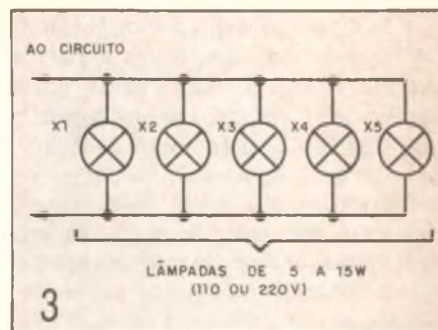 AO CIRCUITO
X1 X2 X3 X4 X5
LÂMPADAS DE 5 A 15W
(110 OU 220V)
3